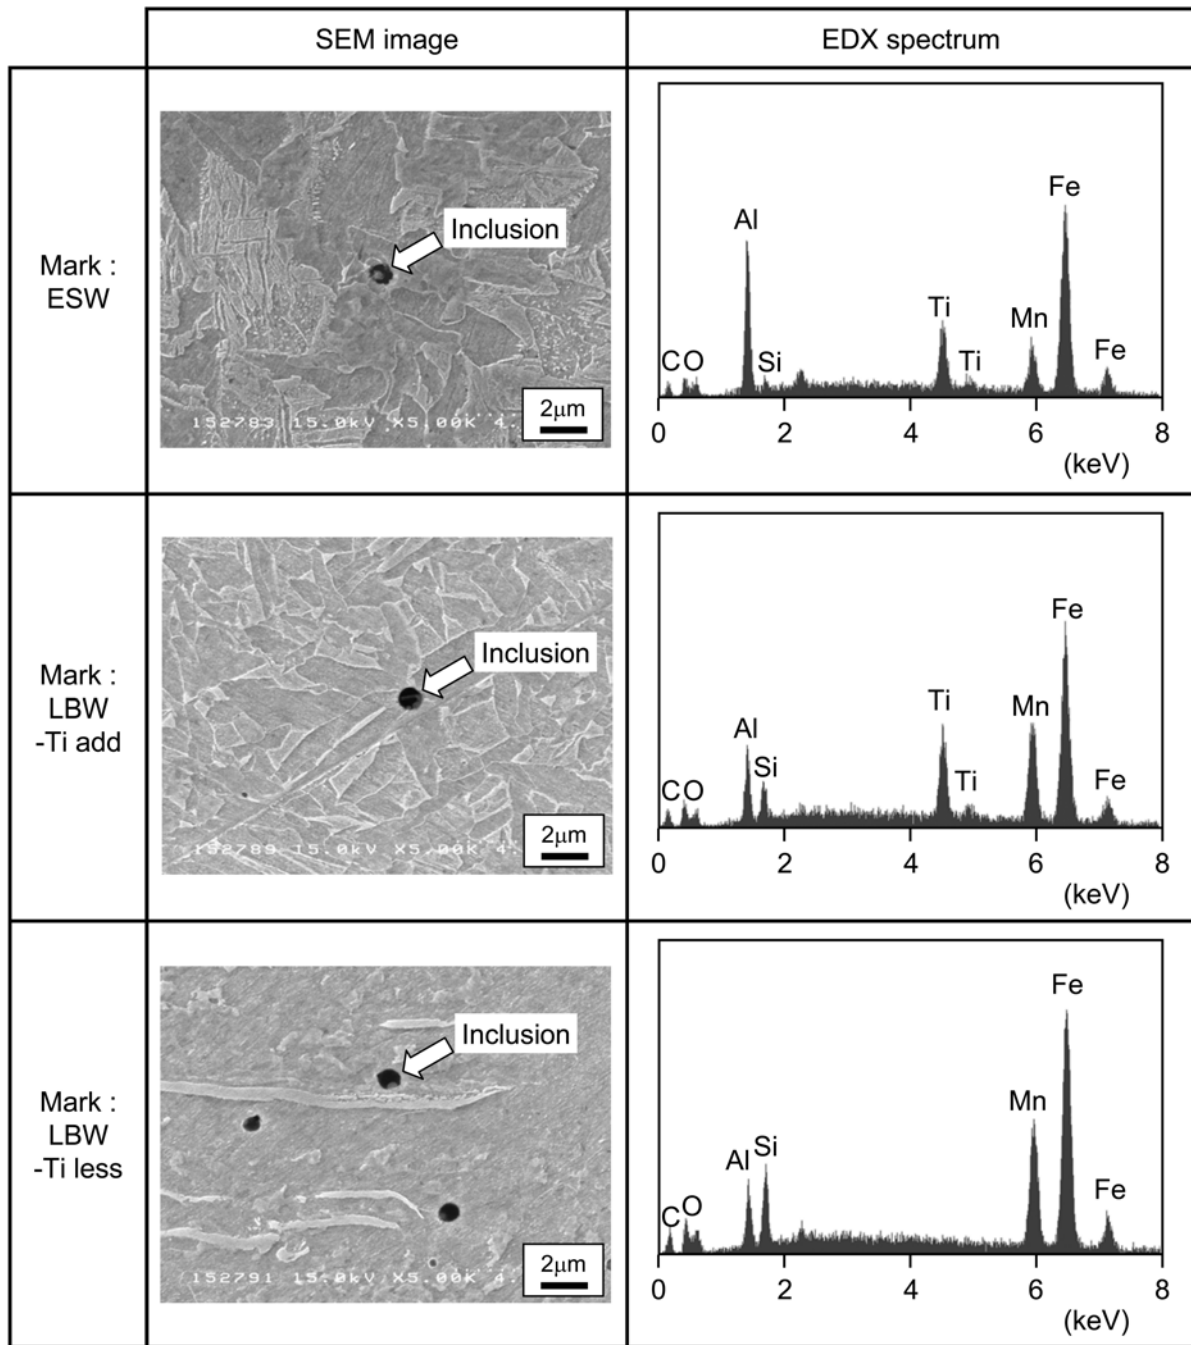 SEM image
EDX spectrum
Mark :
ESW
Inclusion
152783 15.0kV X5.00K 4.
2μm
Al
Fe
Ti
Mn
C O
Si
Ti
Fe
0 2 4 6 8
(keV)
Mark :
LBW
-Ti add
Inclusion
152789 15.0kV X5.00K 4.
2μm
Fe
Ti
Mn
Al
Si
C O
Ti
Fe
0 2 4 6 8
(keV)
Mark :
LBW
-Ti less
Inclusion
152791 15.0kV X5.00K 4.
2μm
Fe
Mn
Al Si
C O
Fe
0 2 4 6 8
(keV)